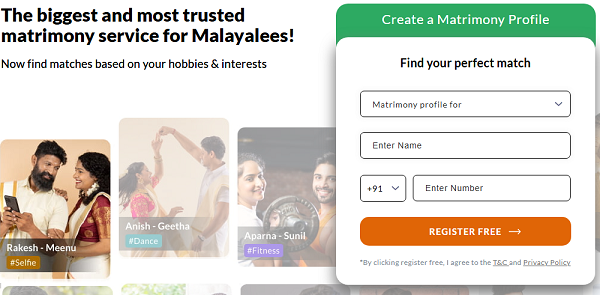 The biggest and most trusted
matrimony service for Malayalees!
Now find matches based on your hobbies & interests
Rakesh - Meenu
#Selfie
Anish - Geetha
#Dance
Aparna - Sunil
#Fitness
Create a Matrimony Profile
Find your perfect match
Matrimony profile for
Enter Name
+91
Enter Number
REGISTER FREE →
*By clicking register free, I agree to the T&C and Privacy Policy